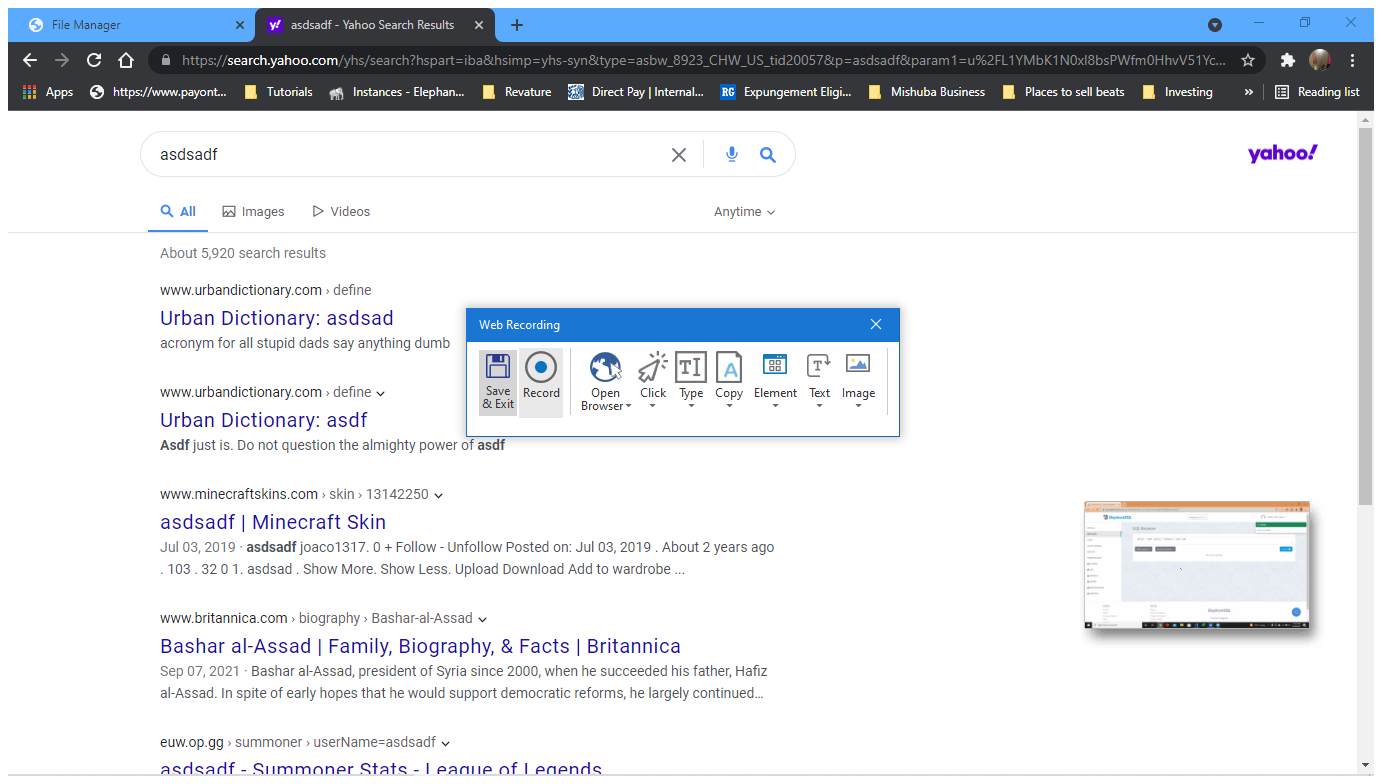 File Manager
asdsadf - Yahoo Search Results
https://search.yahoo.com/yhs/search?hspart=iba&hsimp=yhs-syn&type=asbw_8923_CHW_US_tid20057&p=asdsadf&param1=u%2FL1YMbK1N0xl8bsPWfm0HhvV51Yc...
Apps
https://www.payont...
Tutorials
Instances - Elephan...
Revature
Direct Pay | Internal...
RG
Expungement Eligi...
Mishuba Business
Places to sell beats
Investing
»
Reading list
asdsadf
yahoo!
All
Images
Videos
Anytime
About 5,920 search results
www.urbandictionary.com › define
Urban Dictionary: asdsad
acronym for all stupid dads say anything dumb
www.urbandictionary.com › define
Urban Dictionary: asdf
Asdf just is. Do not question the almighty power of asdf
Web Recording
Save & Exit
Record
Open Browser
Click
Type
Copy
Element
Text
Image
www.minecraftskins.com › skin › 13142250
asdsadf | Minecraft Skin
Jul 03, 2019 · asdsadf joaco1317. 0 + Follow - Unfollow Posted on: Jul 03, 2019 . About 2 years ago
. 103 . 32 0 1. asdsad . Show More. Show Less. Upload Download Add to wardrobe ...
www.britannica.com › biography › Bashar-al-Assad
Bashar al-Assad | Family, Biography, & Facts | Britannica
Sep 07, 2021 · Bashar al-Assad, president of Syria since 2000, when he succeeded his father, Hafiz
al-Assad. In spite of early hopes that he would support democratic reforms, he largely continued...
euw.op.gg › summoner › userName=asdsadf
asdsadf - Summoner Stats - League of Legends